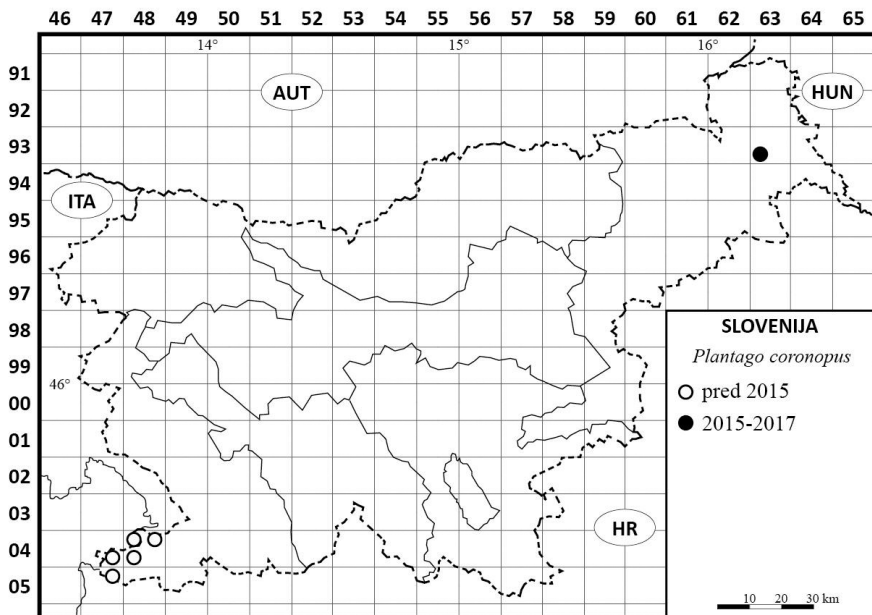 46 47 48 49 50 51 52 53 54 55 56 57 58 59 60 61 62 63 64 65
14° 15° 16°
91
92
93
94
95
96
97
98
99
00
01
02
03
04
05
AUT
HUN
ITA
46°
HR
SLOVENIJA
Plantago coronopus
pred 2015
2015-2017
10 20 30 km